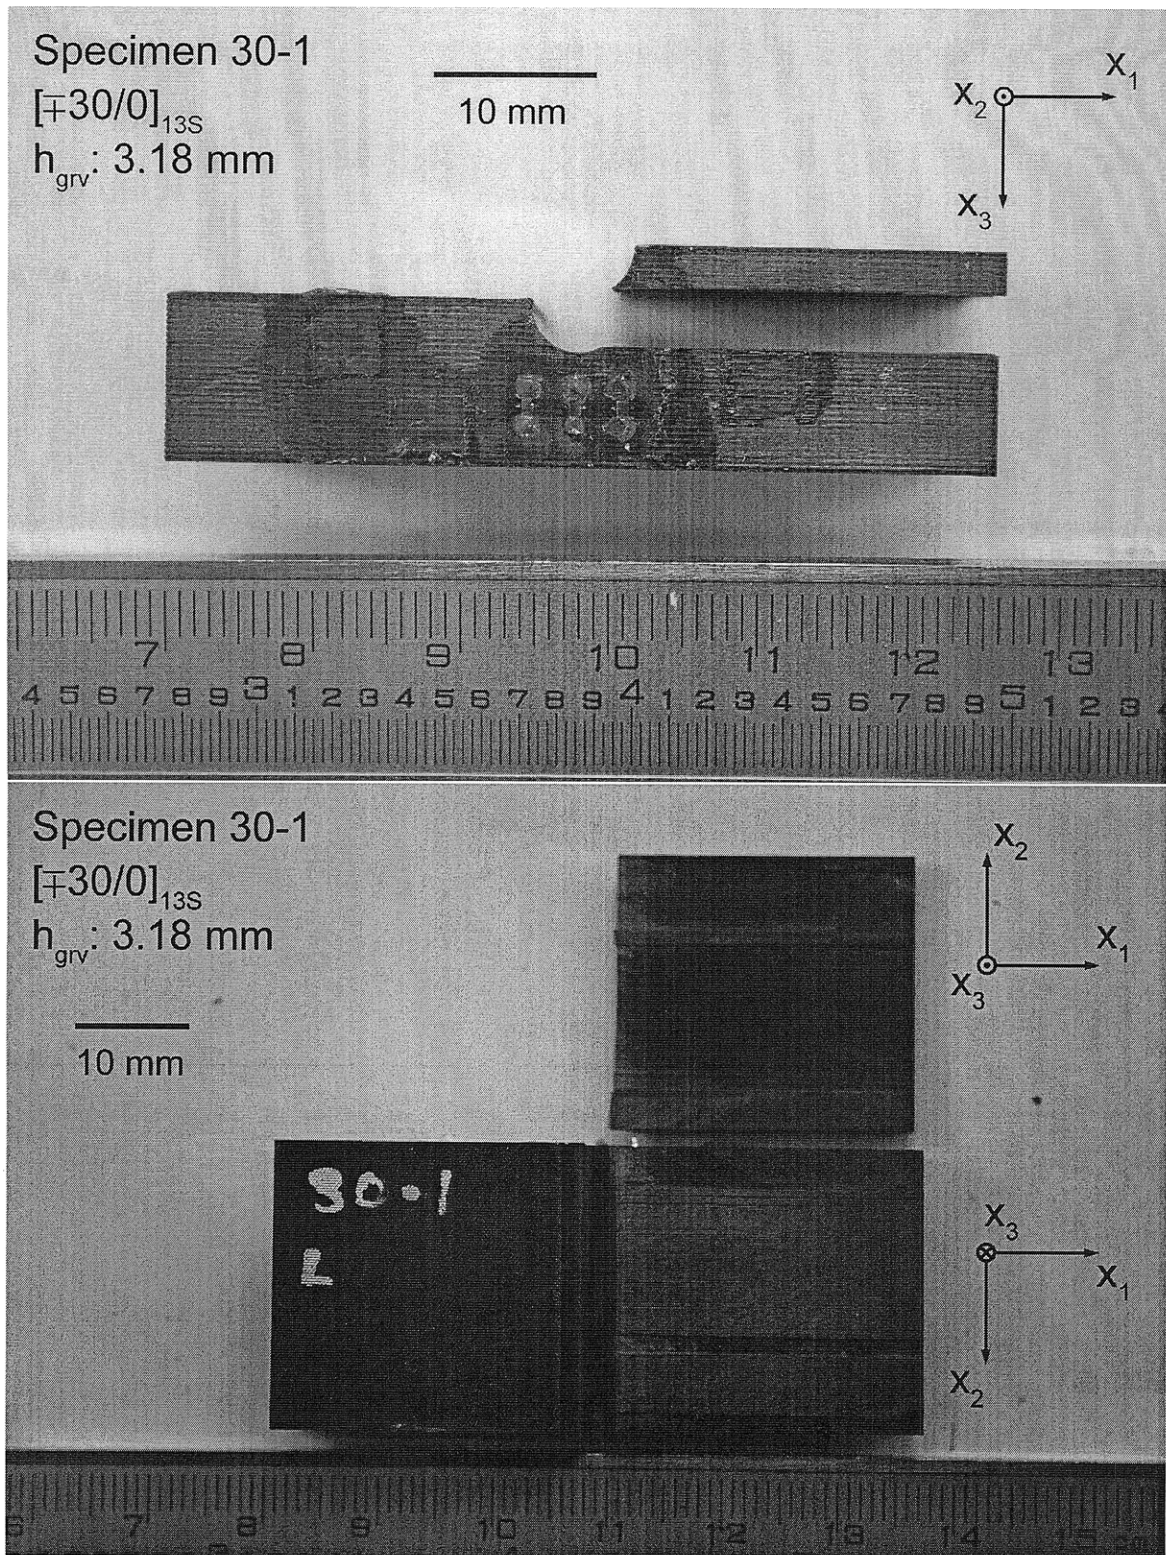 Specimen 30-1
[∓30/0]13S
hgrv: 3.18 mm
10 mm
X2
X1
X3
7 8 9 10 11 12 13
4 5 6 7 8 9 3 1 2 3 4 5 6 7 8 9 4 1 2 3 4 5 6 7 8 9 5 1 2 3
Specimen 30-1
[∓30/0]13S
hgrv: 3.18 mm
10 mm
X2
X1
X3
30-1
L
X3
X1
X2
7 8 9 10 11 12 13 14 15 cm